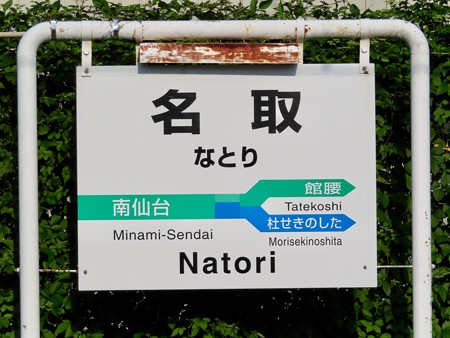 名取
なとり
館腰
南仙台
Tatekoshi
杜せきのした
Minami-Sendai
Morisekinoshita
Natori